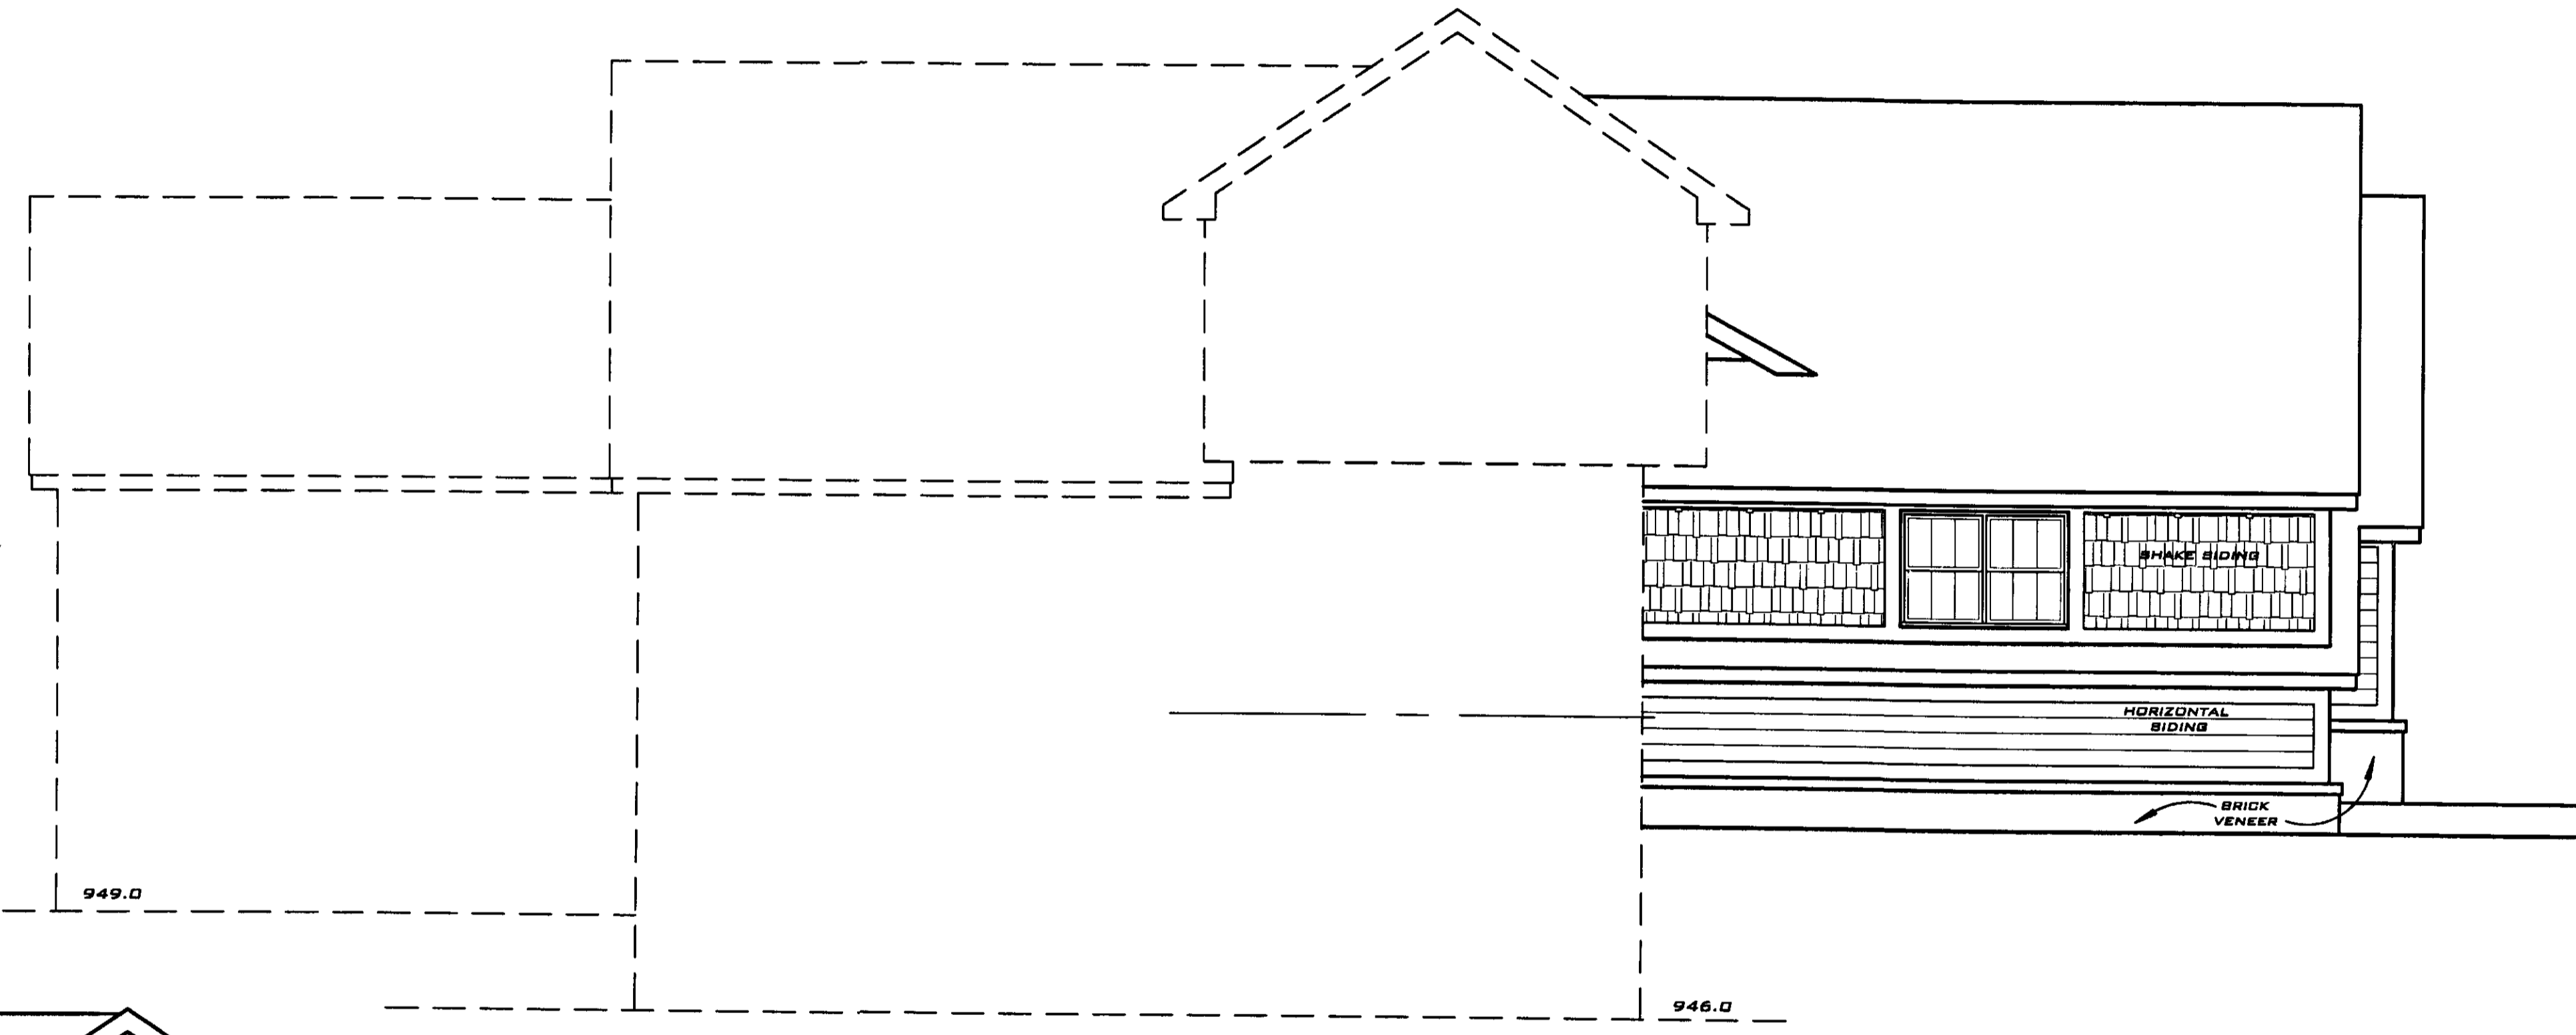 SHAKE SIDING
HORIZONTAL
SIDING
BRICK
VENEER
949.0
946.0